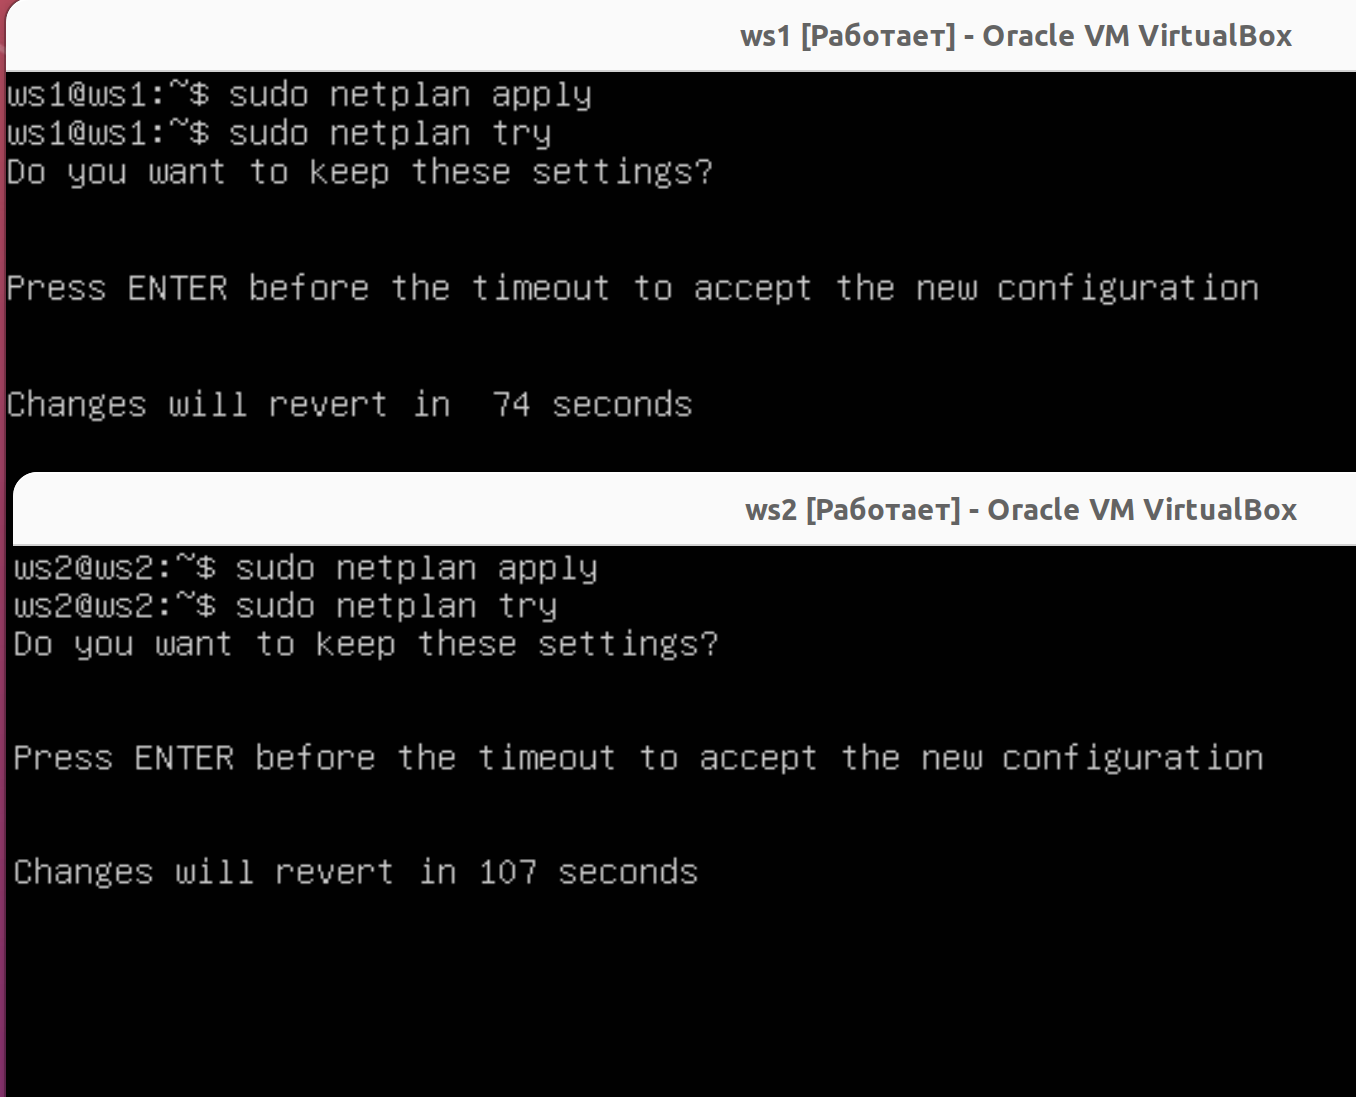 ws1 [Работает] - Oracle VM VirtualBox
ws1@ws1:~$ sudo netplan apply
ws1@ws1:~$ sudo netplan try
Do you want to keep these settings?
Press ENTER before the timeout to accept the new configuration
Changes will revert in  74 seconds
ws2 [Работает] - Oracle VM VirtualBox
ws2@ws2:~$ sudo netplan apply
ws2@ws2:~$ sudo netplan try
Do you want to keep these settings?
Press ENTER before the timeout to accept the new configuration
Changes will revert in 107 seconds